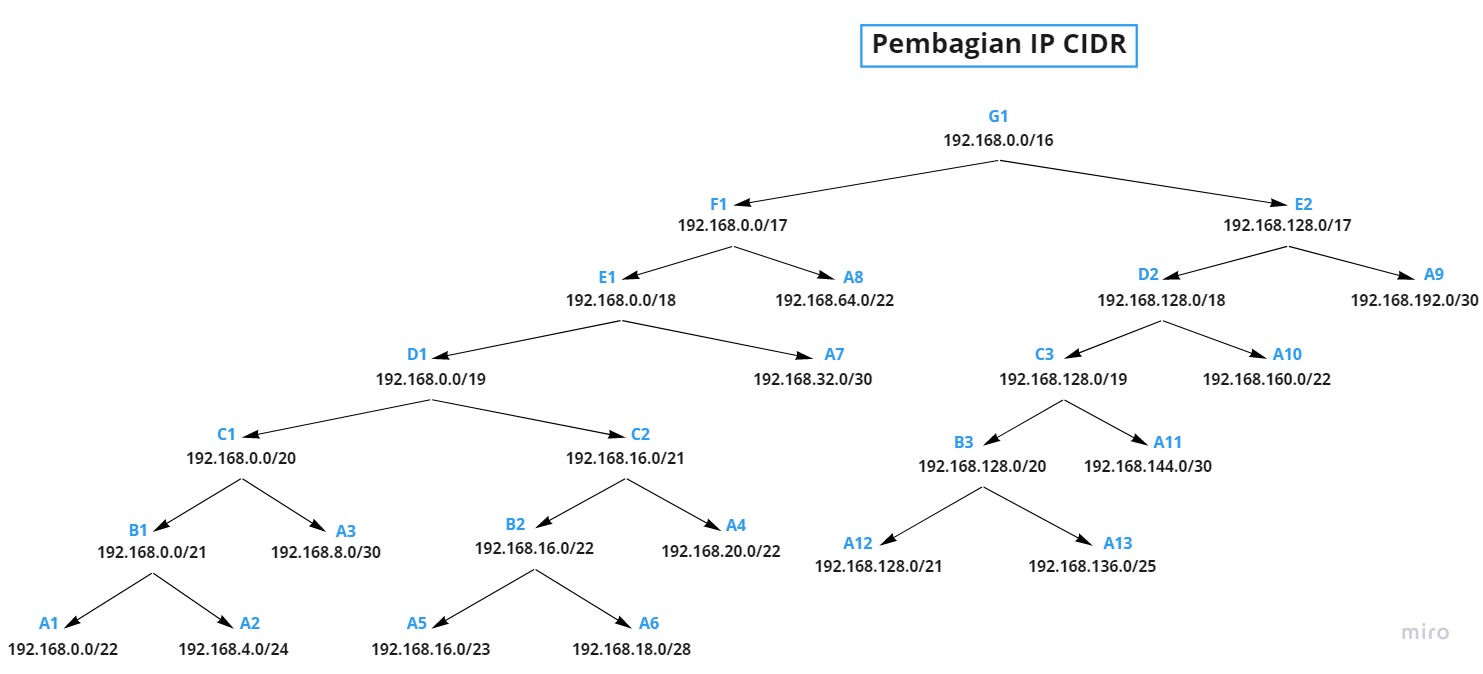 Pembagian IP CIDR
G1
192.168.0.0/16
F1
192.168.0.0/17
E2
192.168.128.0/17
E1
192.168.0.0/18
A8
192.168.64.0/22
D2
192.168.128.0/18
A9
192.168.192.0/30
D1
192.168.0.0/19
A7
192.168.32.0/30
C3
192.168.128.0/19
A10
192.168.160.0/22
C1
192.168.0.0/20
C2
192.168.16.0/21
B3
192.168.128.0/20
A11
192.168.144.0/30
B1
192.168.0.0/21
A3
192.168.8.0/30
B2
192.168.16.0/22
A4
192.168.20.0/22
A12
192.168.128.0/21
A13
192.168.136.0/25
A1
192.168.0.0/22
A2
192.168.4.0/24
A5
192.168.16.0/23
A6
192.168.18.0/28
miro